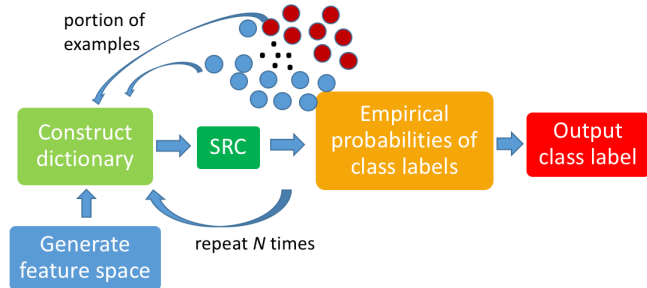 portion of
examples
Construct
dictionary
SRC
Empirical
probabilities of
class labels
Output
class label
repeat N times
Generate
feature space